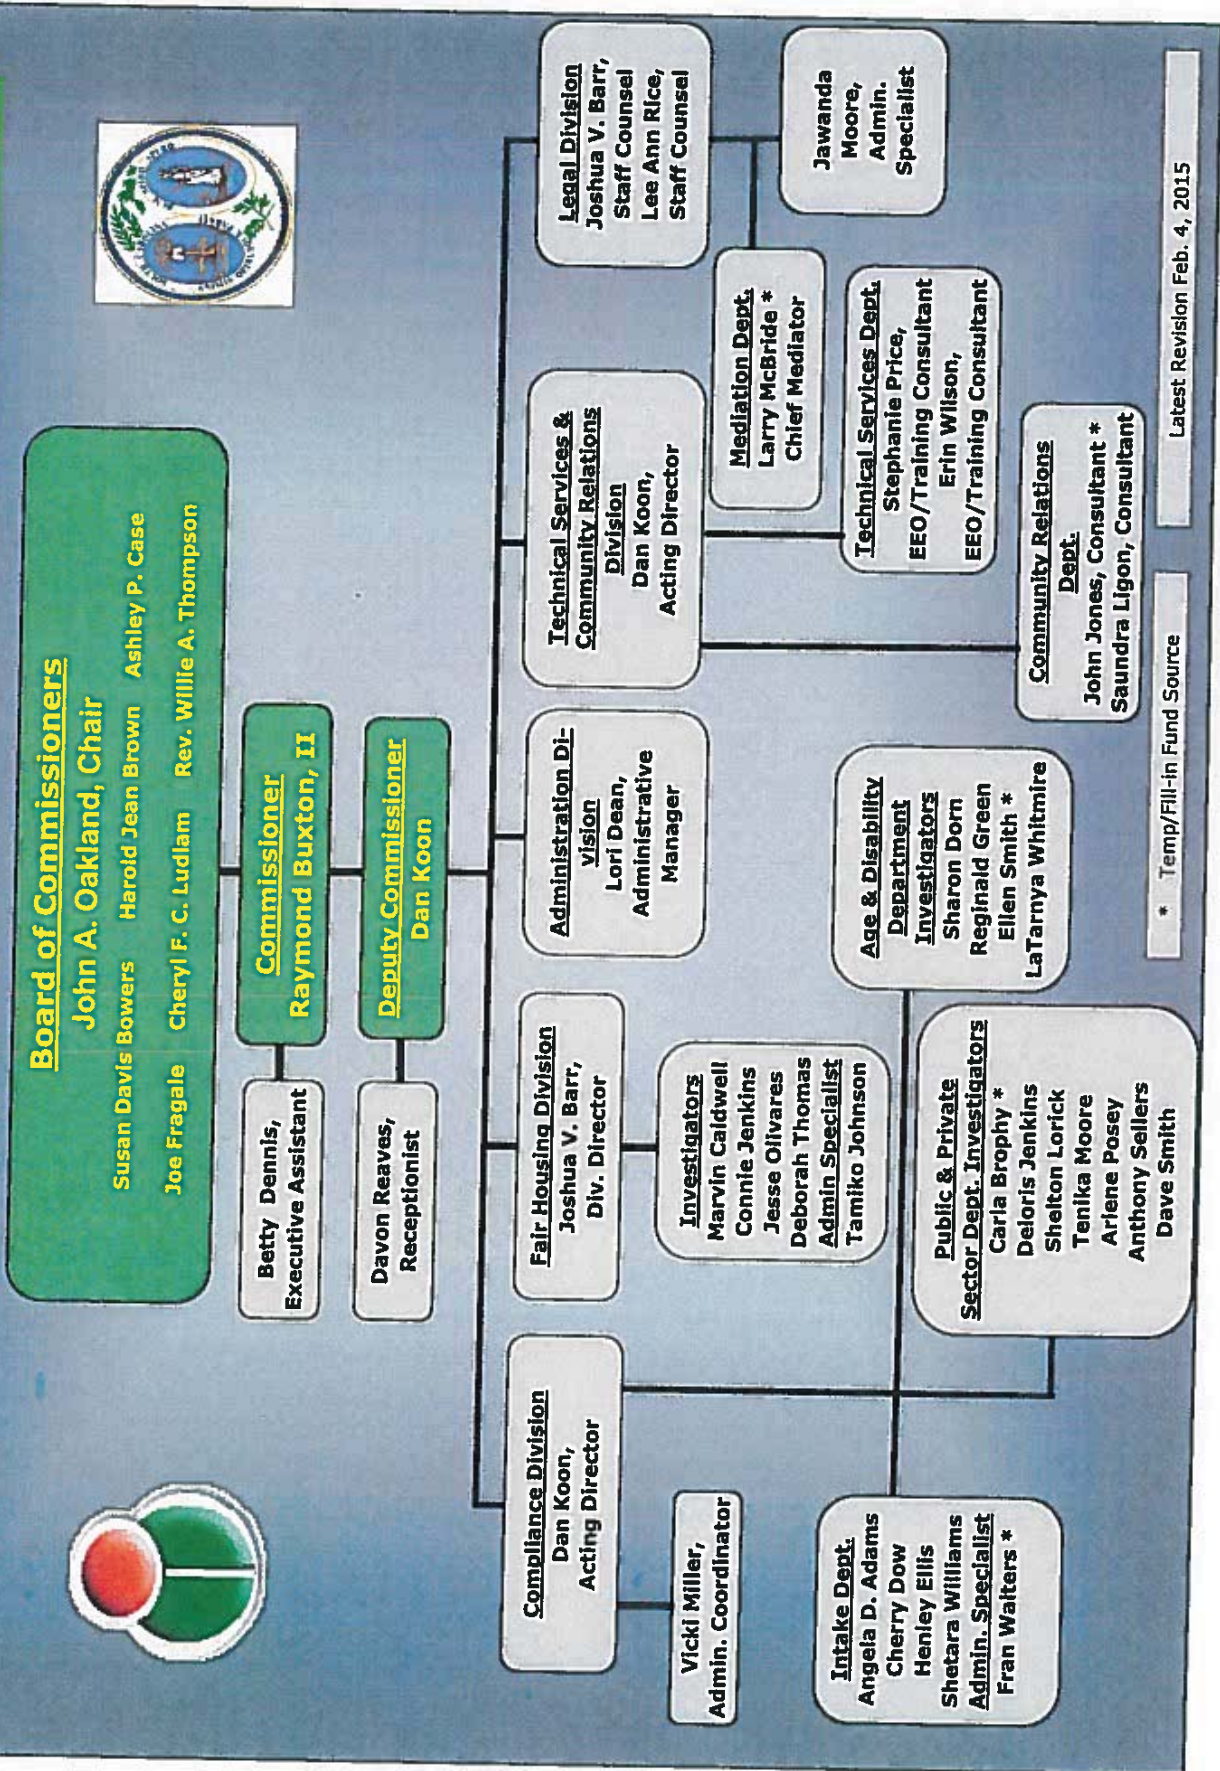 Board of Commissioners
John A. Oakland, Chair
Susan Davis Bowers Harold Jean Brown Ashley P. Case
Joe Fragale Cheryl F. C. Ludlam Rev. Willie A. Thompson
Commissioner
Raymond Buxton, II
Betty Dennis,
Executive Assistant
Deputy Commissioner
Dan Koon
Davon Reaves,
Receptionist
Compliance Division
Dan Koon,
Acting Director
Fair Housing Division
Joshua V. Barr,
Div. Director
Administration Di-
vision
Lori Dean,
Administrative
Manager
Technical Services &
Community Relations
Division
Dan Koon,
Acting Director
Legal Division
Joshua V. Barr,
Staff Counsel
Lee Ann Rice,
Staff Counsel
Vicki Miller,
Admin. Coordinator
Investigators
Marvin Caldwell
Connie Jenkins
Jesse Olivares
Deborah Thomas
Admin Specialist
Tamiko Johnson
Mediation Dept.
Larry McBride *
Chief Mediator
Jawanda
Moore,
Admin.
Specialist
Intake Dept.
Angela D. Adams
Cherry Dow
Henley Ellis
Shetara Williams
Admin. Specialist
Fran Walters *
Public & Private
Sector Dept. Investigators
Carla Brophy *
Deloris Jenkins
Shelton Lorick
Tenika Moore
Arlene Posey
Anthony Sellers
Dave Smith
Age & Disability
Department
Investigators
Sharon Dorn
Reginald Green
Ellen Smith *
LaTarnya Whitmire
Technical Services Dept.
Stephanie Price,
EEO/Training Consultant
Erin Wilson,
EEO/Training Consultant
Community Relations
Dept.
John Jones, Consultant *
Saundra Ligon, Consultant
* Temp/Fill-in Fund Source
Latest Revision Feb. 4, 2015